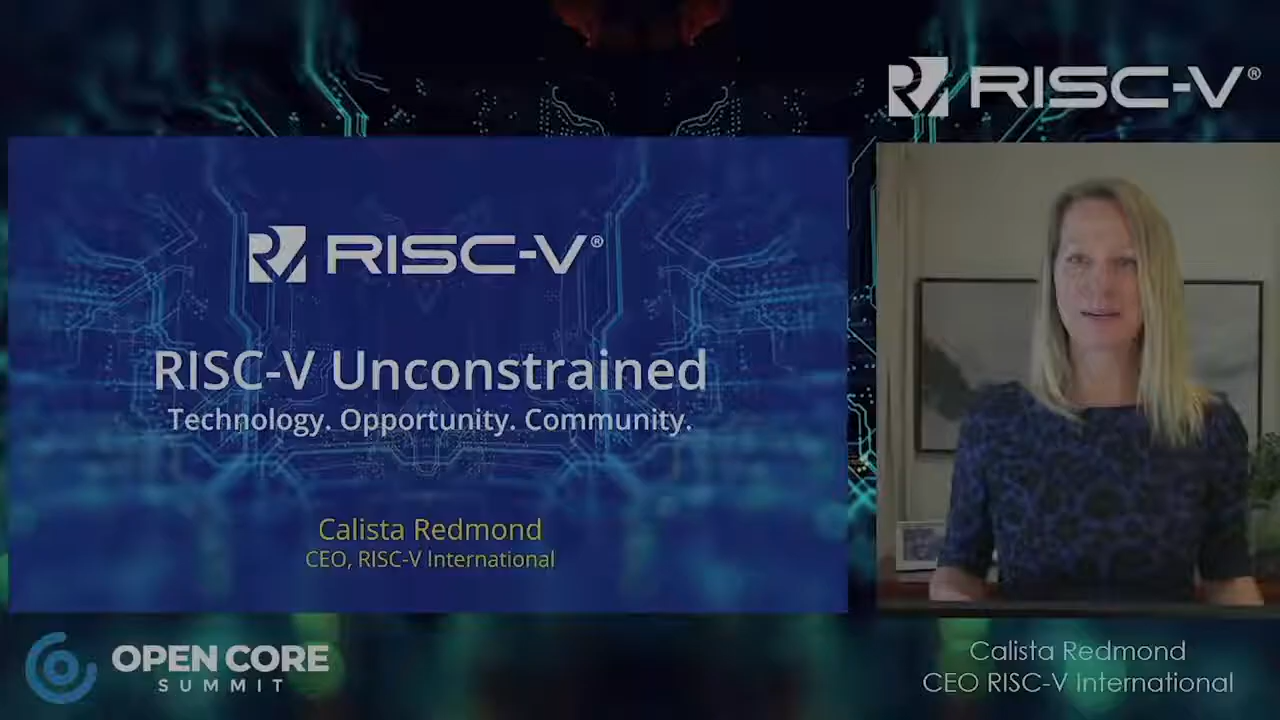 RISC-V®
RISC-V®
RISC-V Unconstrained
Technology. Opportunity. Community.
Calista Redmond
CEO, RISC-V International
OPEN CORE
SUMMIT
Calista Redmond
CEO RISC-V International